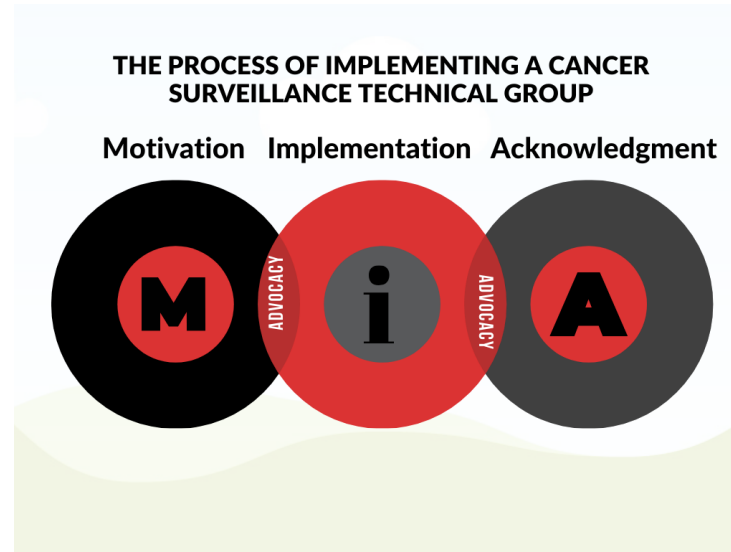 THE PROCESS OF IMPLEMENTING A CANCER
SURVEILLANCE TECHNICAL GROUP
Motivation Implementation Acknowledgment
M ADVOCACY i ADVOCACY A